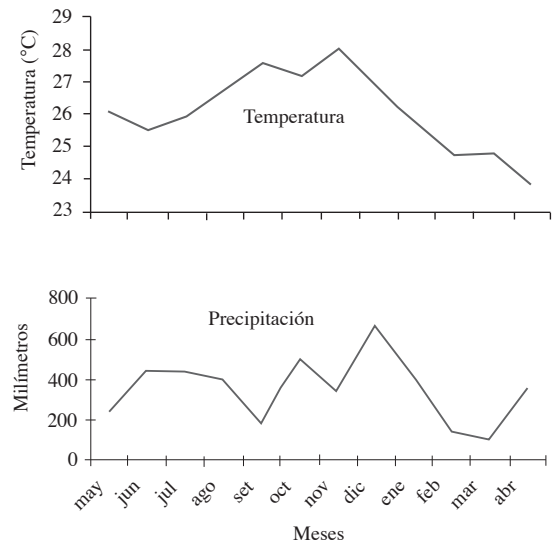 29
28
27
26
25
24
23
Temperatura (°C)
Temperatura
800
600
400
200
0
Milímetros
Precipitación
may jun jul ago set oct nov dic ene feb mar abr
Meses